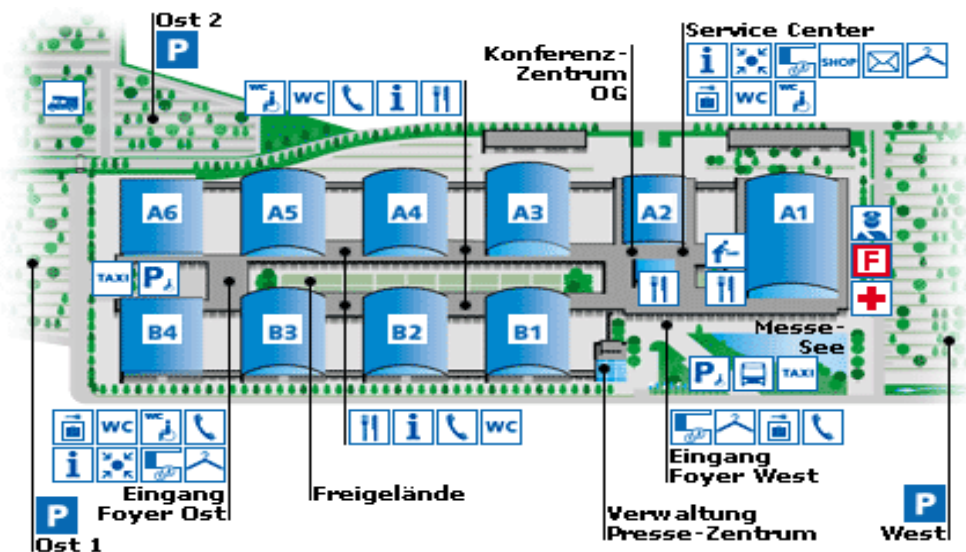 Ost 2
P
WC
WC
Konferenz-
Zentrum
OG
Service Center
SHOP
WC
WC
A6
A5
A4
A3
A2
A1
F
TAXI
P
B4
B3
B2
B1
Messe-
See
P
TAXI
WC
WC
WC
Eingang
Foyer Ost
Freigelände
Eingang
Foyer West
Verwaltung
Presse-Zentrum
P
Ost 1
P
West